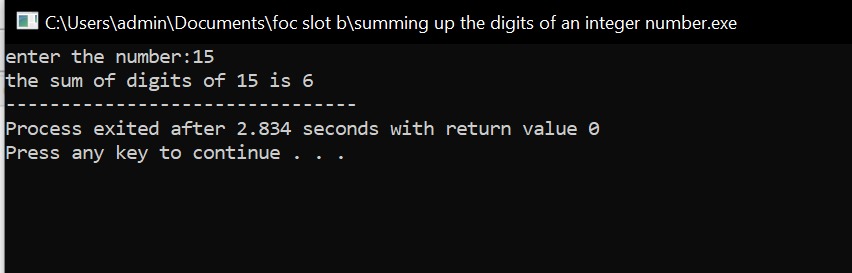 C:\Users\admin\Documents\foc slot b\summing up the digits of an integer number.exe
enter the number:15
the sum of digits of 15 is 6
--------------------------------
Process exited after 2.834 seconds with return value 0
Press any key to continue . . .